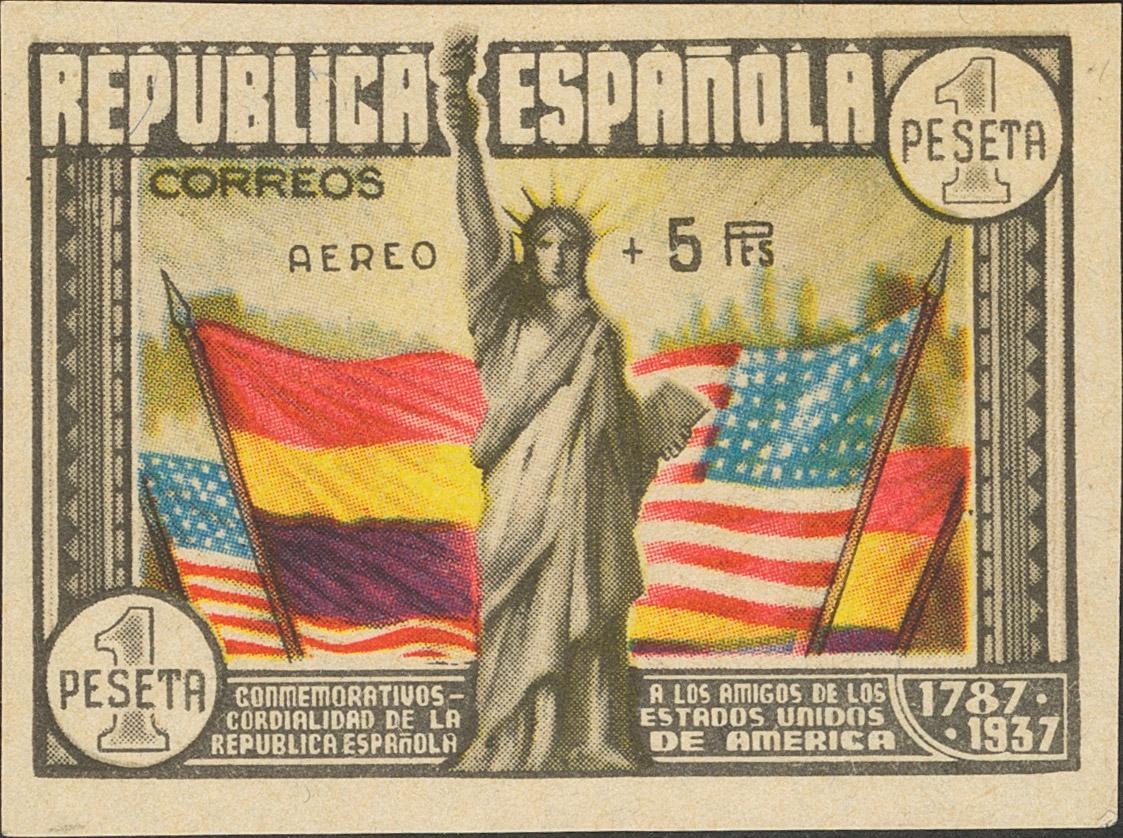 REPUBLICA ESPAÑOLA
1
PESETA
CORREOS
AEREO + 5 PTES
1
PESETA
CONMEMORATIVOS-
CORDIALIDAD DE LA
REPUBLICA ESPAÑOLA
A LOS AMIGOS DE LOS
ESTADOS UNIDOS
DE AMERICA
1787·
·1937